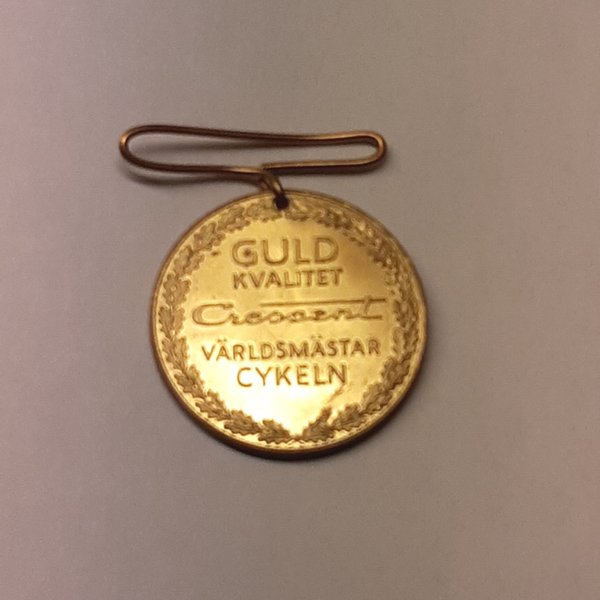 GULD
KVALITET
Crescent
VÄRLDSMÄSTAR
CYKELN